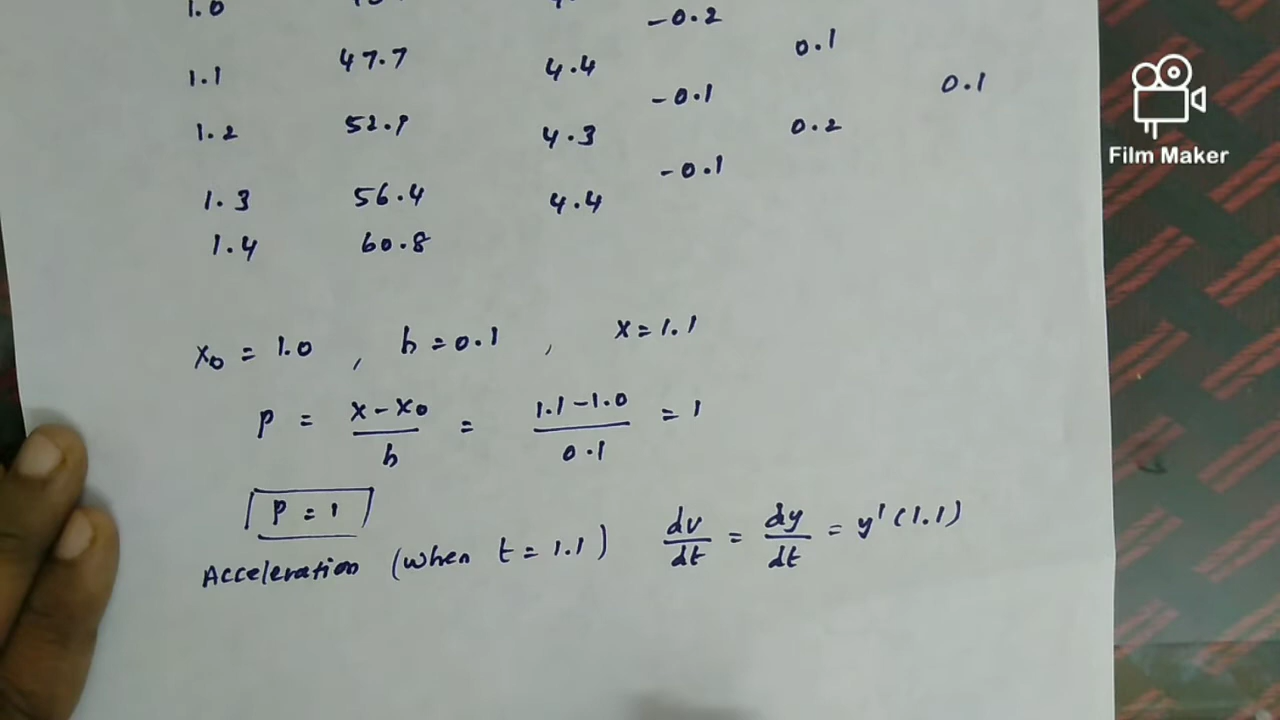 1.0
-0.2
0.1
1.1 47.7 4.4
-0.1
0.1
1.2 52.1 4.3
0.2
-0.1
1.3 56.4 4.4
1.4 60.8
x₀ = 1.0 , h = 0.1 , x = 1.1
P = x - x₀ / h = 1.1 - 1.0 / 0.1 = 1
P = 1
Acceleration (when t = 1.1) dv/dt = dy/dt = y'(1.1)
Film Maker